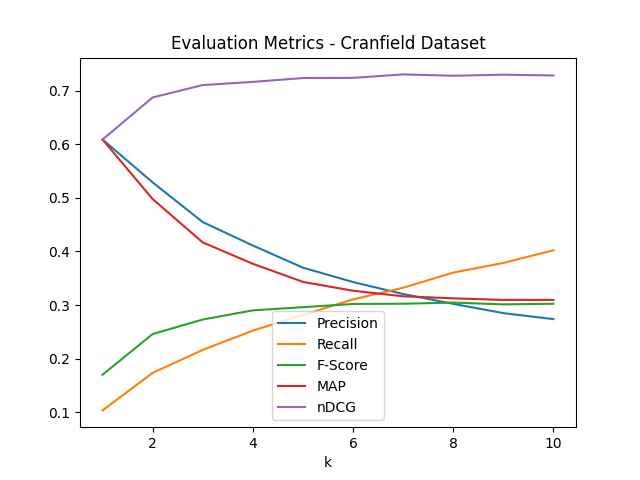 Evaluation Metrics - Cranfield Dataset
0.7
0.6
0.5
0.4
0.3
0.2
0.1
Precision
Recall
F-Score
MAP
nDCG
2 4 6 8 10
k